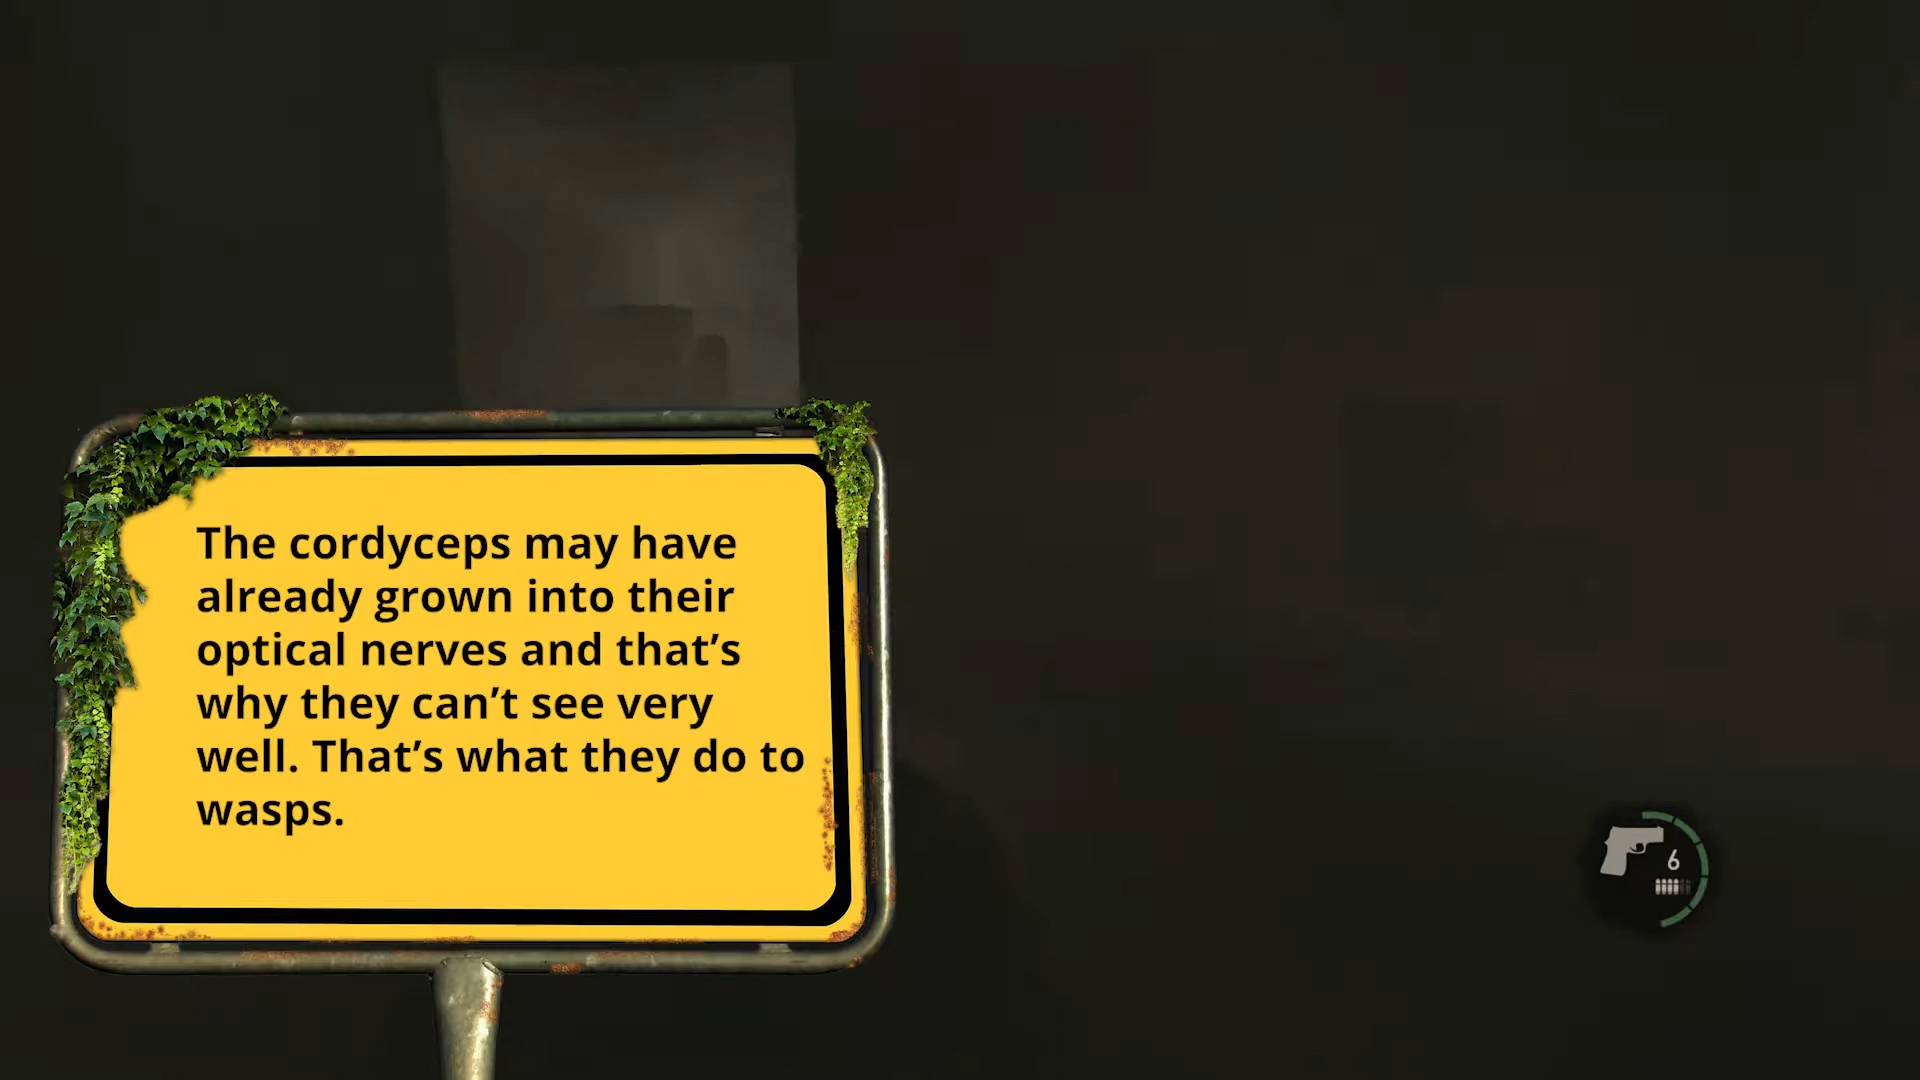 The cordyceps may have
already grown into their
optical nerves and that’s
why they can’t see very
well. That’s what they do to
wasps.
6